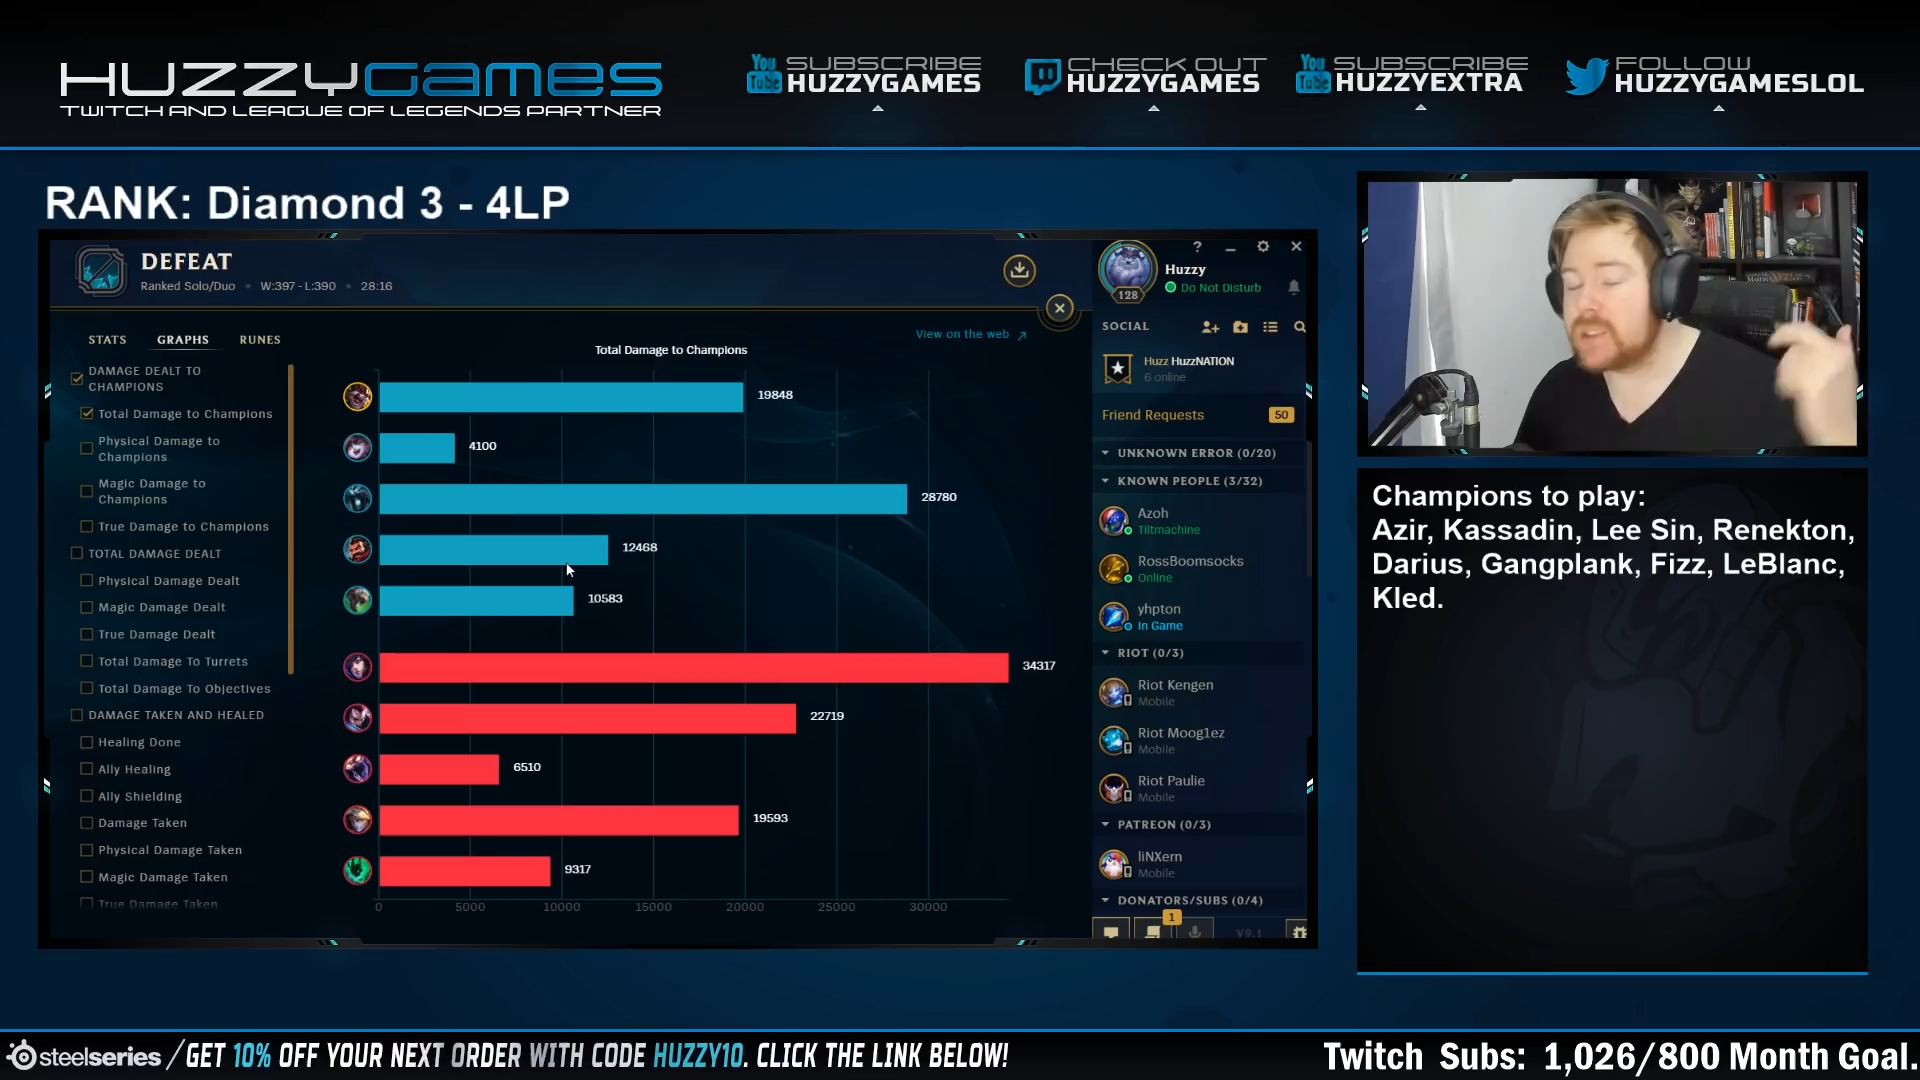 HUZZYGAMES
TWITCH AND LEAGUE OF LEGENDS PARTNER
You Tube SUBSCRIBE HUZZYGAMES
CHECK OUT HUZZYGAMES
You Tube SUBSCRIBE HUZZYEXTRA
FOLLOW HUZZYGAMESLOL
RANK: Diamond 3 - 4LP
DEFEAT
Ranked Solo/Duo • W:397 - L:390 • 28:16
STATS GRAPHS RUNES
View on the web
Total Damage to Champions
DAMAGE DEALT TO
CHAMPIONS
Total Damage to Champions
Physical Damage to
Champions
Magic Damage to
Champions
True Damage to Champions
TOTAL DAMAGE DEALT
Physical Damage Dealt
Magic Damage Dealt
True Damage Dealt
Total Damage To Turrets
Total Damage To Objectives
DAMAGE TAKEN AND HEALED
Healing Done
Ally Healing
Ally Shielding
Damage Taken
Physical Damage Taken
Magic Damage Taken
True Damage Taken
19848
4100
28780
12468
10583
34317
22719
6510
19593
9317
0 5000 10000 15000 20000 25000 30000
?
Huzzy
Do Not Disturb
128
SOCIAL
Huzz HuzzNATION
6 online
Friend Requests 50
UNKNOWN ERROR (0/20)
KNOWN PEOPLE (3/32)
Azoh
Tiltmachine
RossBoomsocks
Online
yhpton
In Game
RIOT (0/3)
Riot Kengen
Mobile
Riot Moog1ez
Mobile
Riot Paulie
Mobile
PATREON (0/3)
liNXern
Mobile
DONATORS/SUBS (0/4)
1
V9.1
Champions to play:
Azir, Kassadin, Lee Sin, Renekton,
Darius, Gangplank, Fizz, LeBlanc,
Kled.
steelseries / GET 10% OFF YOUR NEXT ORDER WITH CODE HUZZY10. CLICK THE LINK BELOW!
Twitch Subs: 1,026/800 Month Goal.